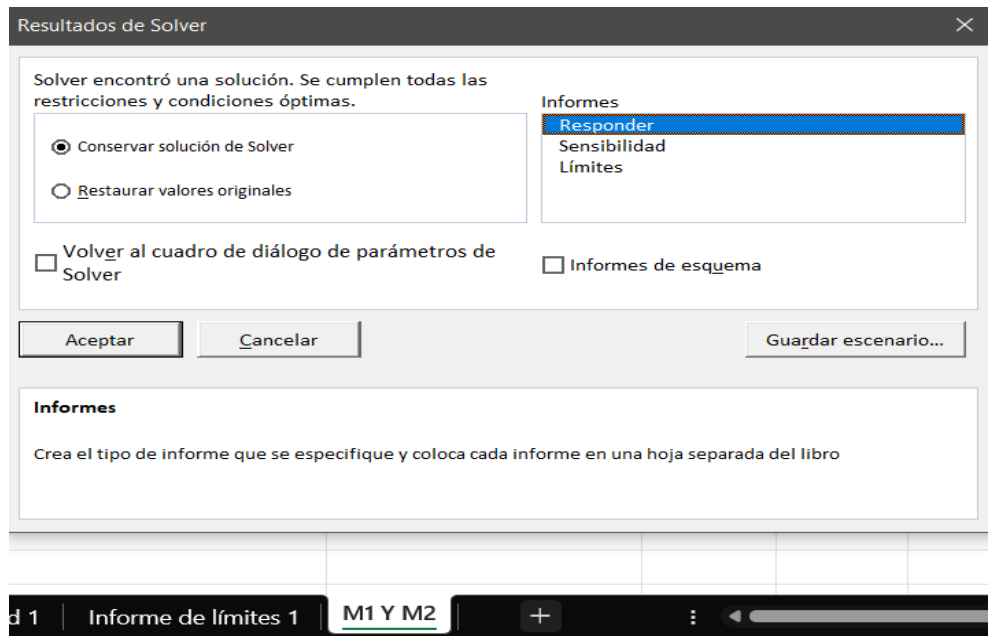 Resultados de Solver
Solver encontró una solución. Se cumplen todas las
restricciones y condiciones óptimas.
Conservar solución de Solver
Restaurar valores originales
Informes
Responder
Sensibilidad
Límites
Volver al cuadro de diálogo de parámetros de
Solver
Informes de esquema
Aceptar
Cancelar
Guardar escenario...
Informes
Crea el tipo de informe que se especifique y coloca cada informe en una hoja separada del libro
d 1
Informe de límites 1
M1 Y M2